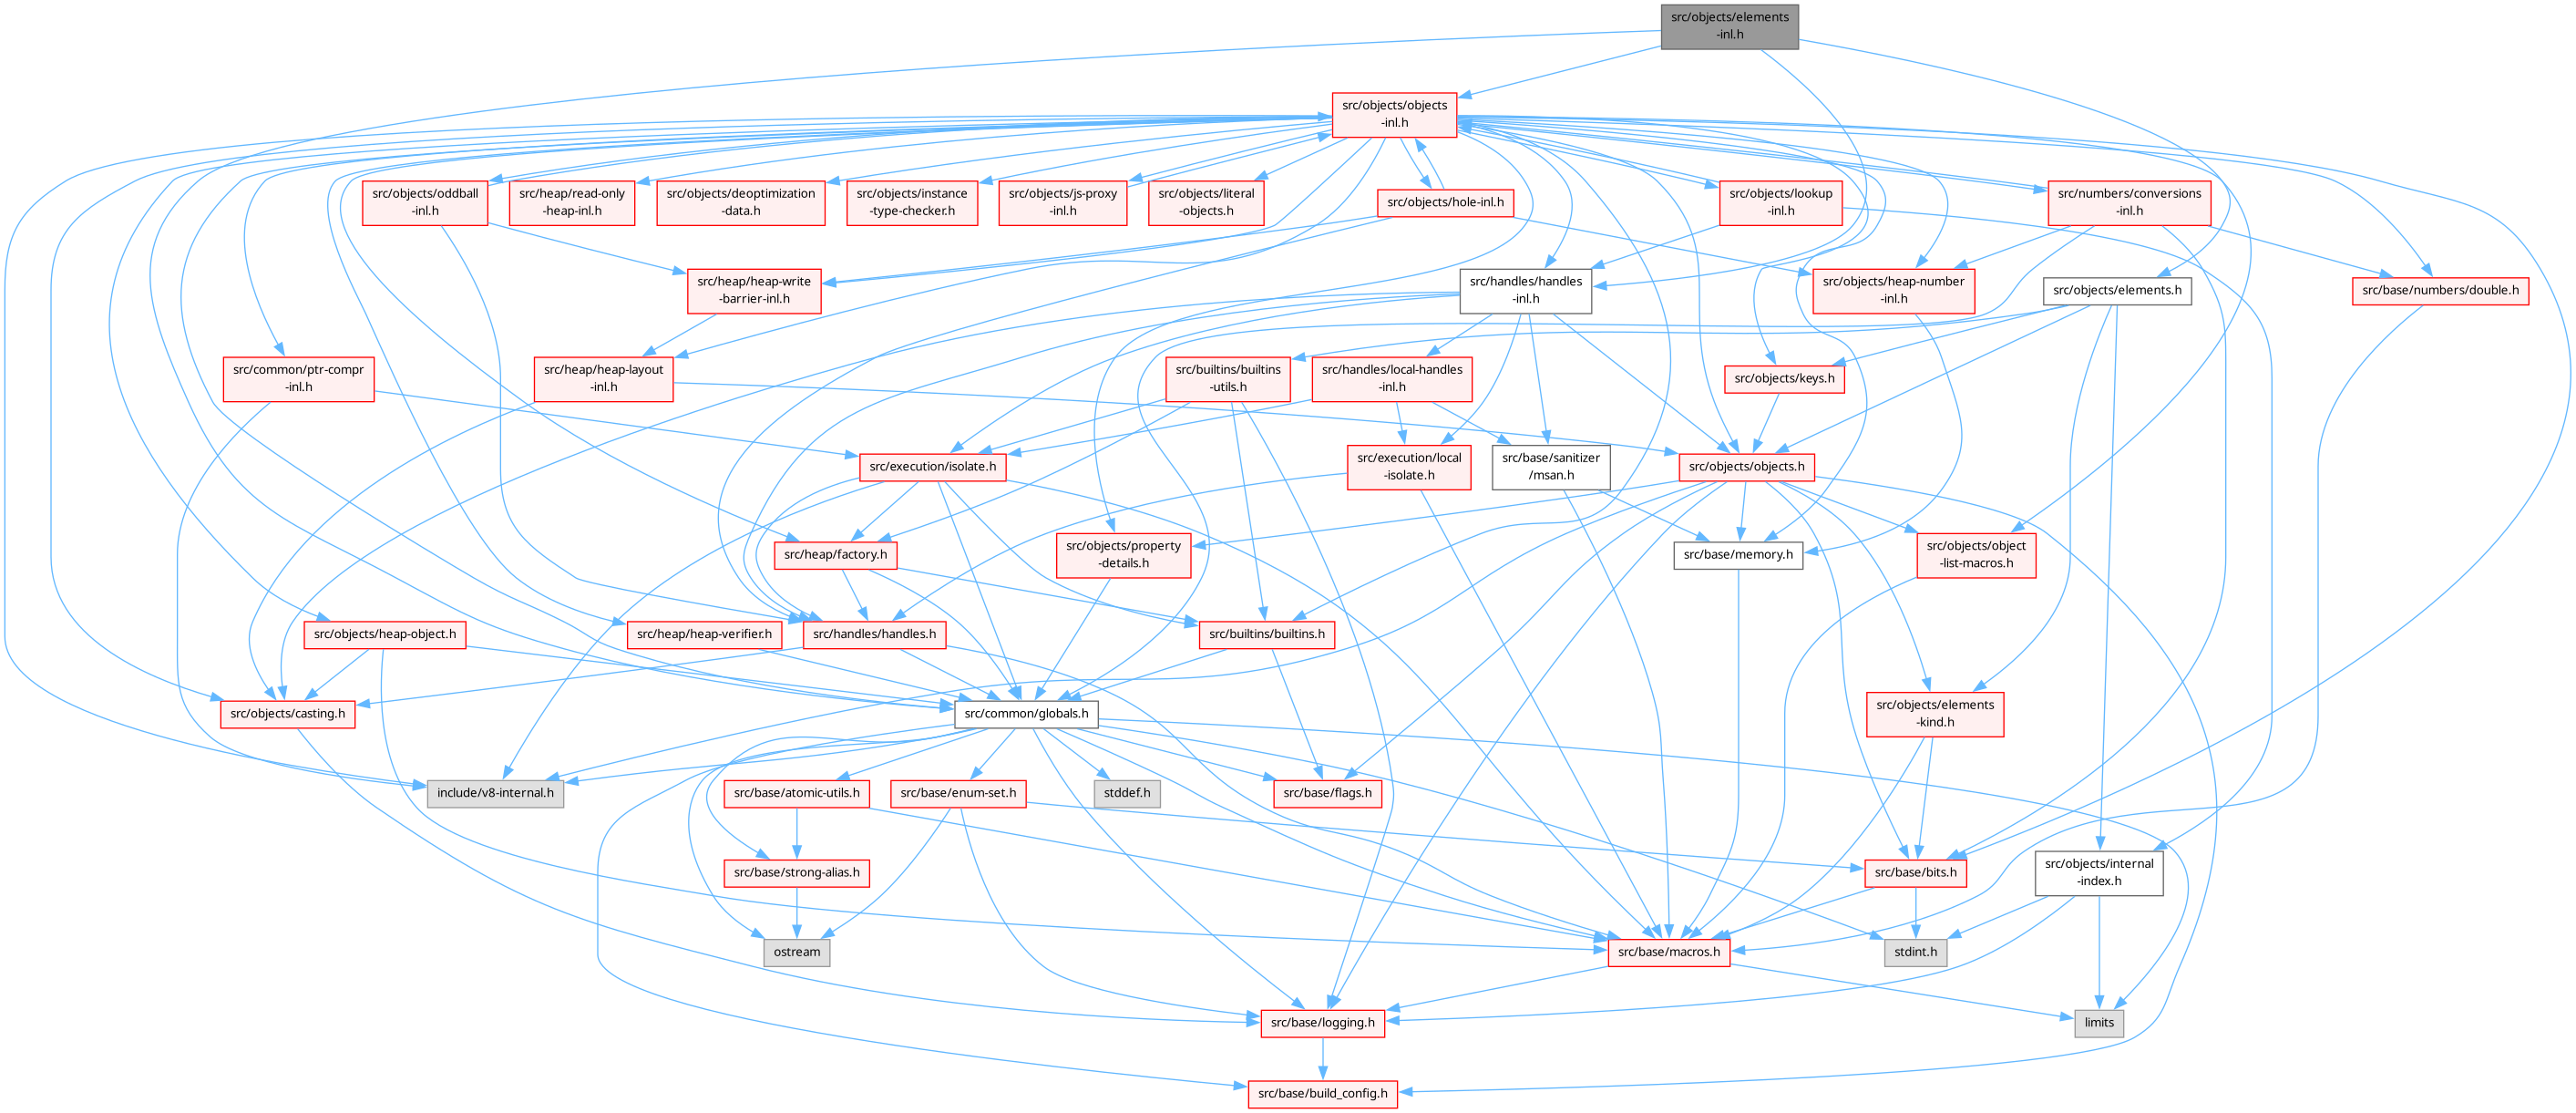 src/objects/elements
-inl.h
src/objects/objects
-inl.h
src/objects/oddball
-inl.h
src/heap/read-only
-heap-inl.h
src/objects/deoptimization
-data.h
src/objects/instance
-type-checker.h
src/objects/js-proxy
-inl.h
src/objects/literal
-objects.h
src/objects/hole-inl.h
src/objects/lookup
-inl.h
src/numbers/conversions
-inl.h
src/heap/heap-write
-barrier-inl.h
src/handles/handles
-inl.h
src/objects/heap-number
-inl.h
src/objects/elements.h
src/base/numbers/double.h
src/common/ptr-compr
-inl.h
src/heap/heap-layout
-inl.h
src/builtins/builtins
-utils.h
src/handles/local-handles
-inl.h
src/objects/keys.h
src/execution/isolate.h
src/execution/local
-isolate.h
src/base/sanitizer
/msan.h
src/objects/objects.h
src/heap/factory.h
src/objects/property
-details.h
src/base/memory.h
src/objects/object
-list-macros.h
src/objects/heap-object.h
src/heap/heap-verifier.h
src/handles/handles.h
src/builtins/builtins.h
src/objects/casting.h
src/common/globals.h
src/objects/elements
-kind.h
include/v8-internal.h
src/base/atomic-utils.h
src/base/enum-set.h
stddef.h
src/base/flags.h
src/base/strong-alias.h
src/base/bits.h
src/objects/internal
-index.h
ostream
src/base/macros.h
stdint.h
src/base/logging.h
limits
src/base/build_config.h